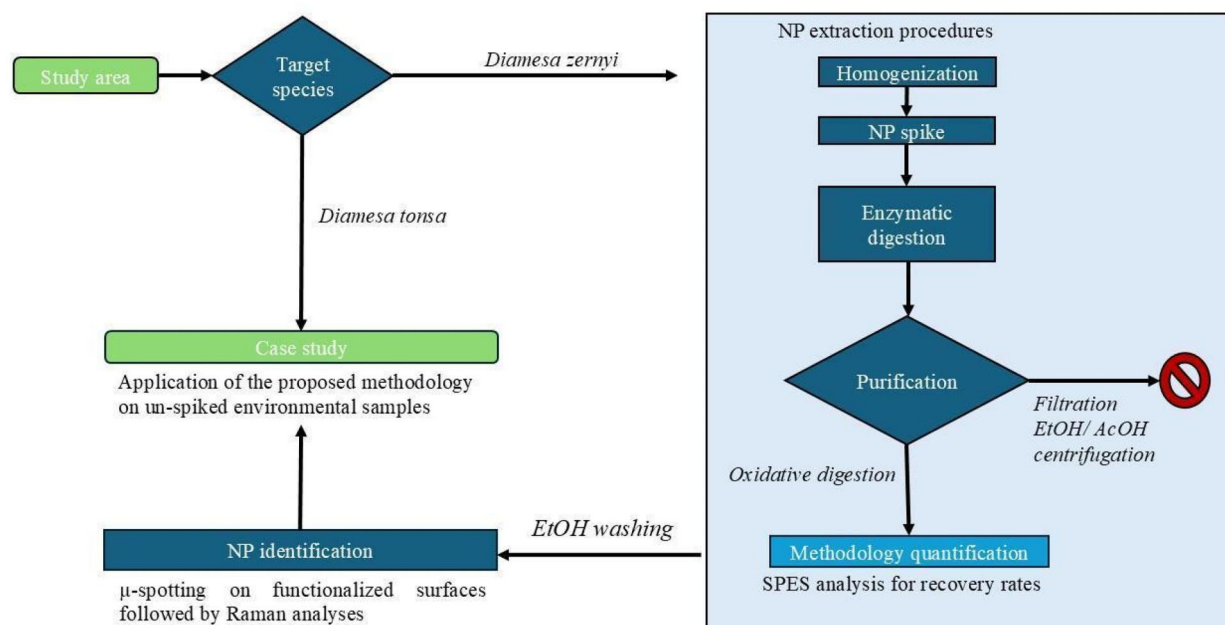 Study area
Target
species
Diamesa zernyi
Diamesa tonsa
Case study
Application of the proposed methodology
on un-spiked environmental samples
NP identification
µ-spotting on functionalized surfaces
followed by Raman analyses
EtOH washing
NP extraction procedures
Homogenization
NP spike
Enzymatic
digestion
Purification
Filtration
EtOH/ AcOH
centrifugation
Oxidative digestion
Methodology quantification
SPES analysis for recovery rates